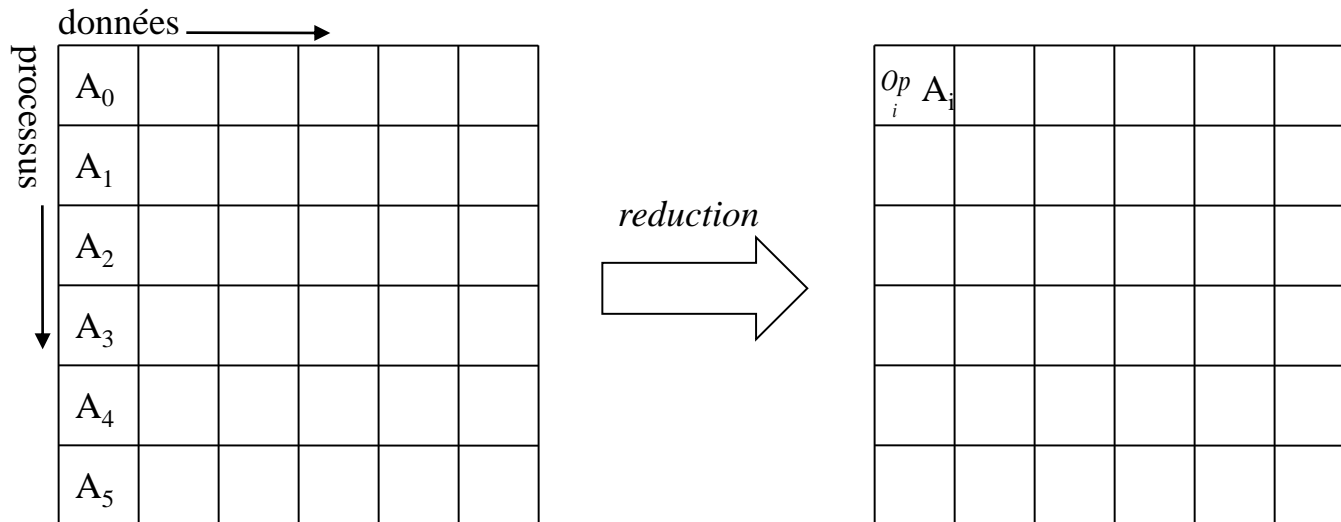 données
processus
A₀
A₁
A₂
A₃
A₄
A₅
reduction
Op
i
Aᵢ